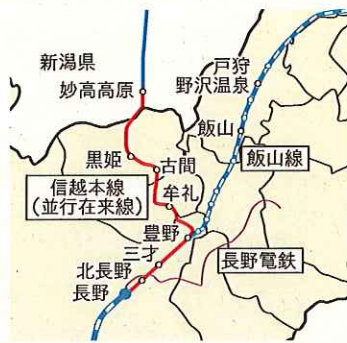 戸狩
野沢温泉
新潟県
妙高高原
飯山
飯山線
黒姫
古間
信越本線
(並行在来線)
牟礼
豊野
三才
長野電鉄
北長野
長野